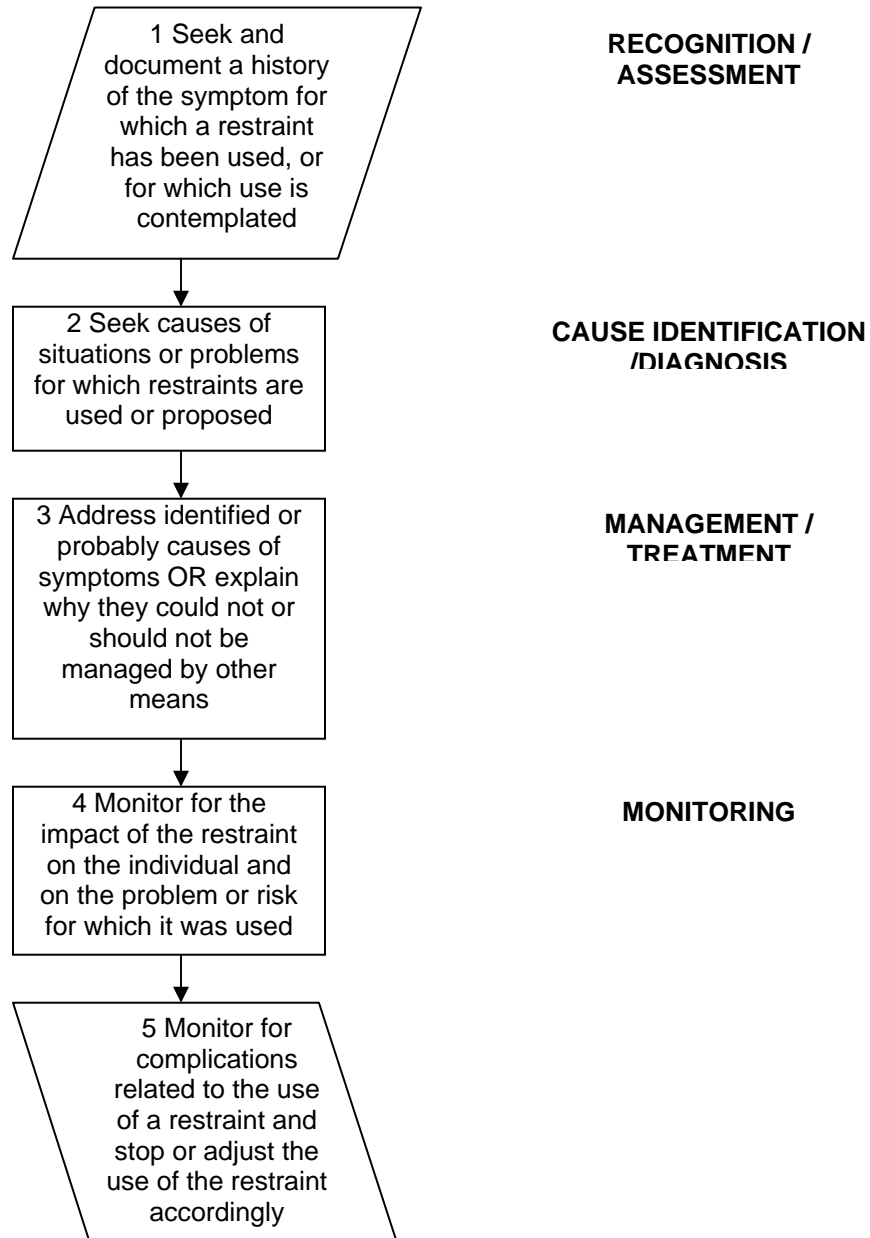 1 Seek and
document a history
of the symptom for
which a restraint
has been used, or
for which use is
contemplated
RECOGNITION /
ASSESSMENT
2 Seek causes of
situations or problems
for which restraints are
used or proposed
CAUSE IDENTIFICATION
/DIAGNOSIS
3 Address identified or
probably causes of
symptoms OR explain
why they could not or
should not be
managed by other
means
MANAGEMENT /
TREATMENT
4 Monitor for the
impact of the restraint
on the individual and
on the problem or risk
for which it was used
MONITORING
5 Monitor for
complications
related to the use
of a restraint and
stop or adjust the
use of the restraint
accordingly